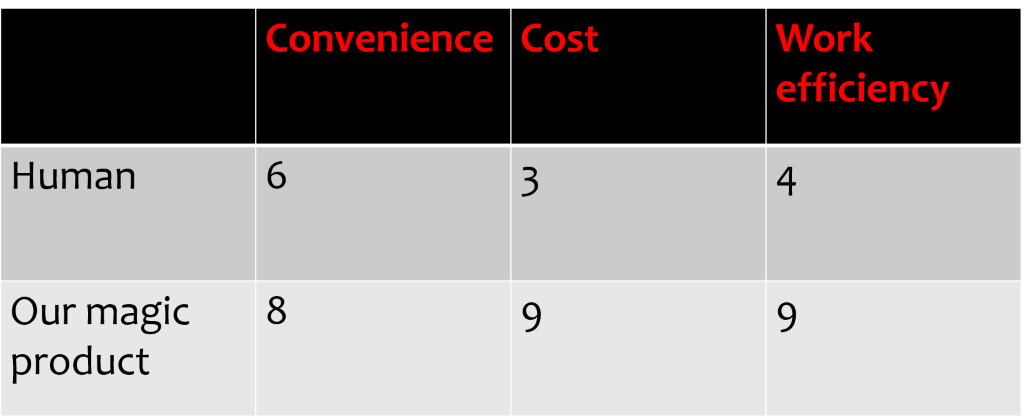 Convenience Cost Work
efficiency
Human 6 3 4
Our magic 8 9 9
product